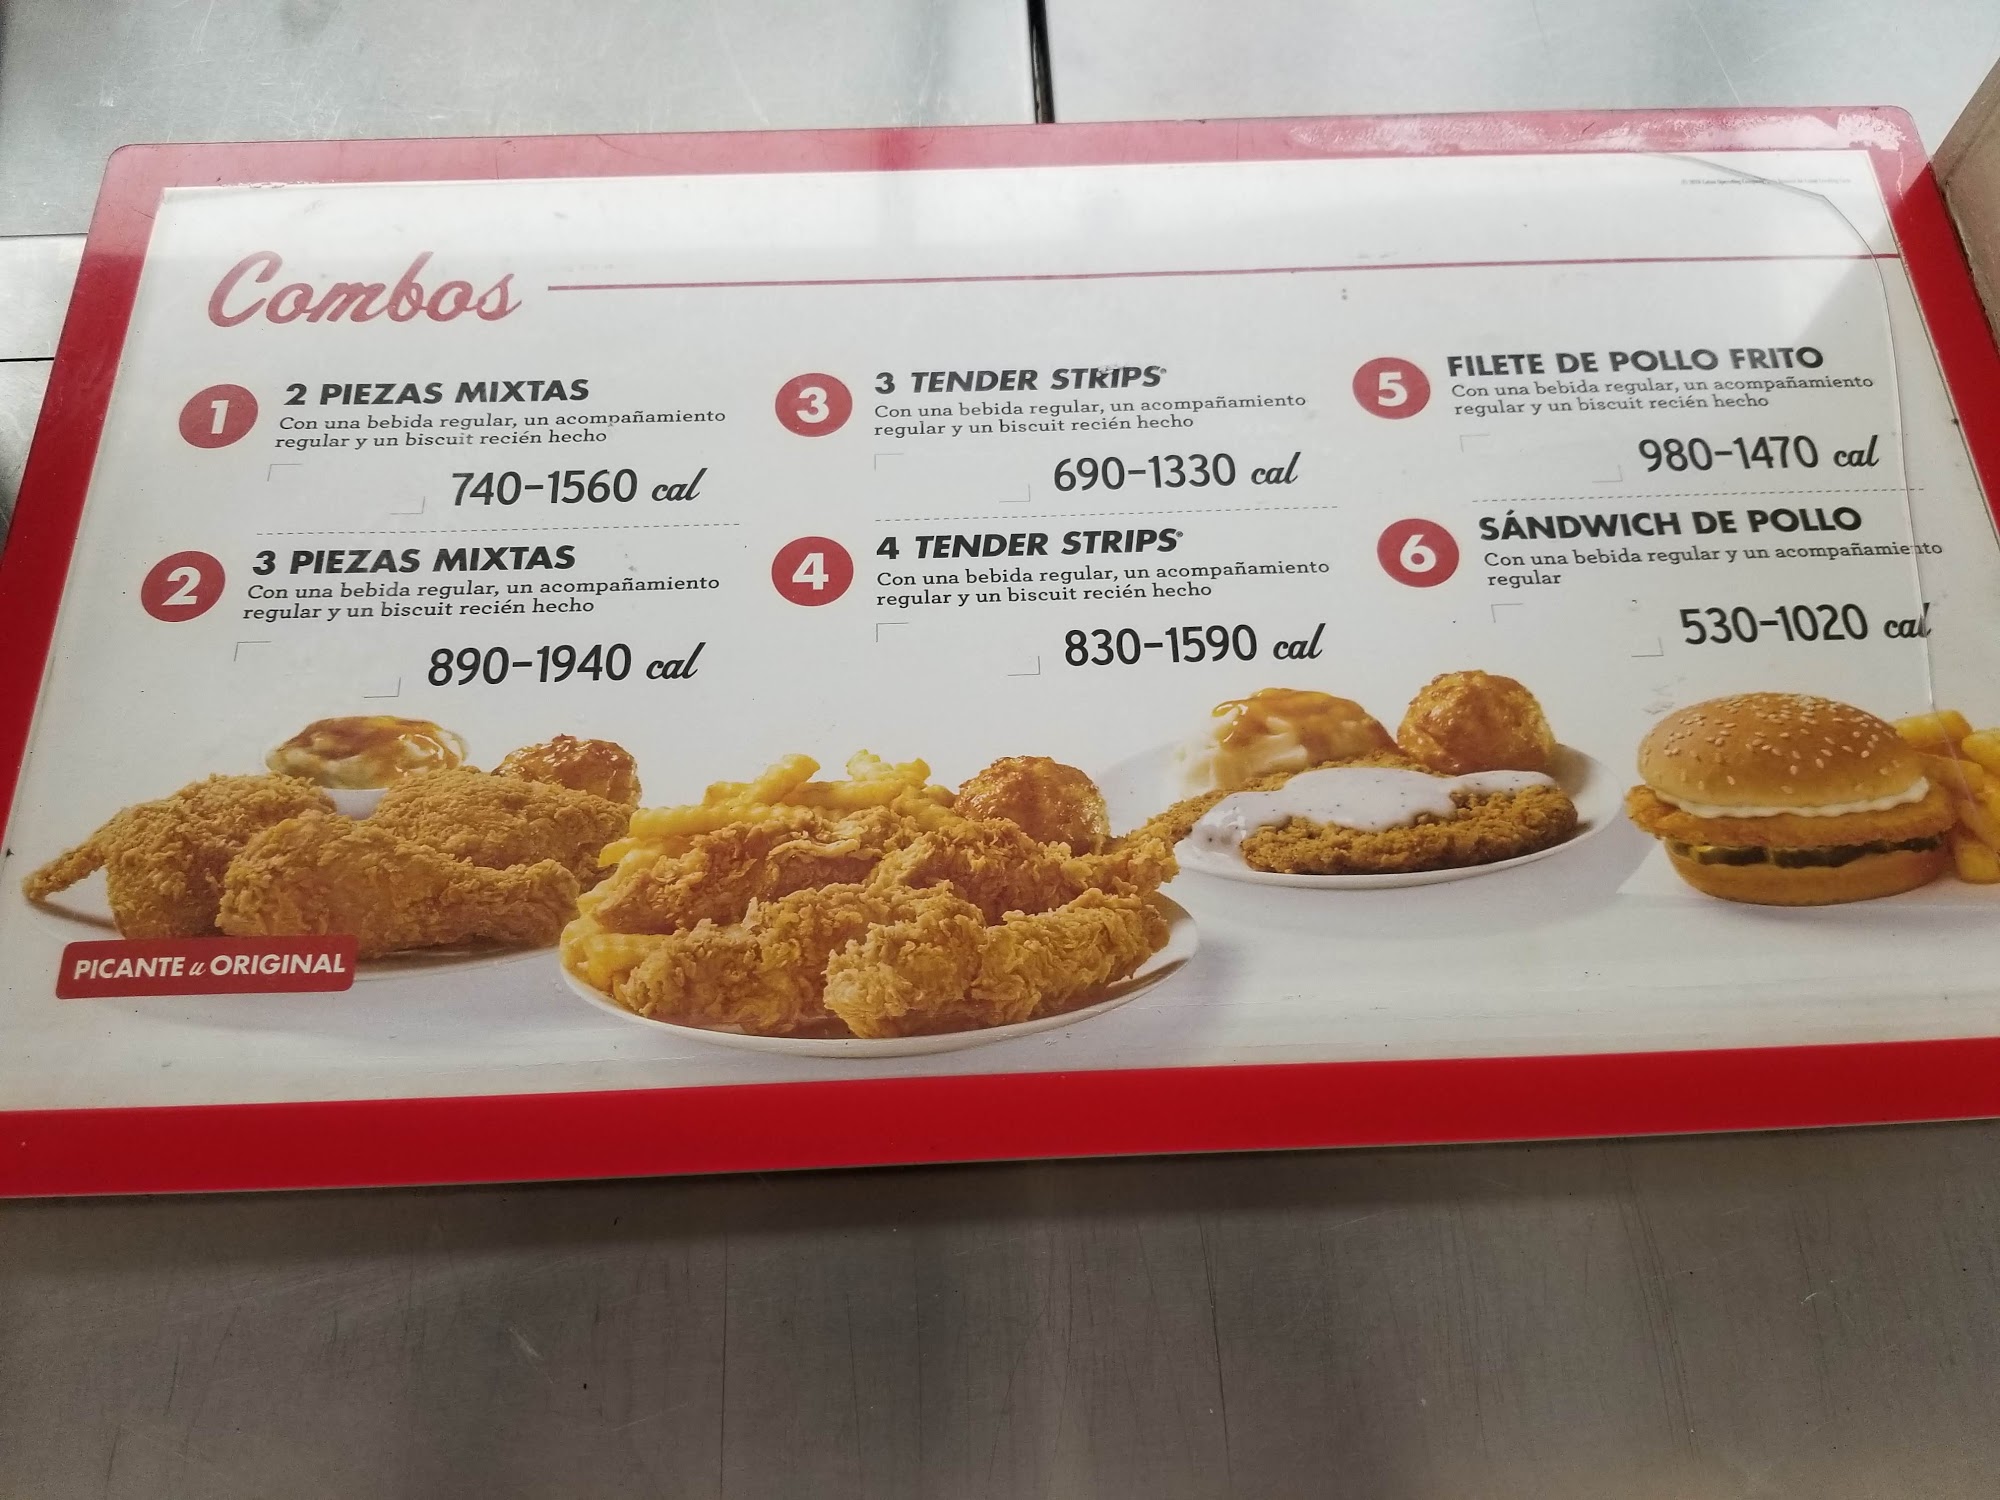 Combos
1
2 PIEZAS MIXTAS
Con una bebida regular, un acompañamiento
regular y un biscuit recién hecho
740-1560 cal
2
3 PIEZAS MIXTAS
Con una bebida regular, un acompañamiento
regular y un biscuit recién hecho
890-1940 cal
3
3 TENDER STRIPS®
Con una bebida regular, un acompañamiento
regular y un biscuit recién hecho
690-1330 cal
4
4 TENDER STRIPS®
Con una bebida regular, un acompañamiento
regular y un biscuit recién hecho
830-1590 cal
5
FILETE DE POLLO FRITO
Con una bebida regular, un acompañamiento
regular y un biscuit recién hecho
980-1470 cal
6
SÁNDWICH DE POLLO
Con una bebida regular y un acompañamiento
regular
530-1020 cal
PICANTE u ORIGINAL